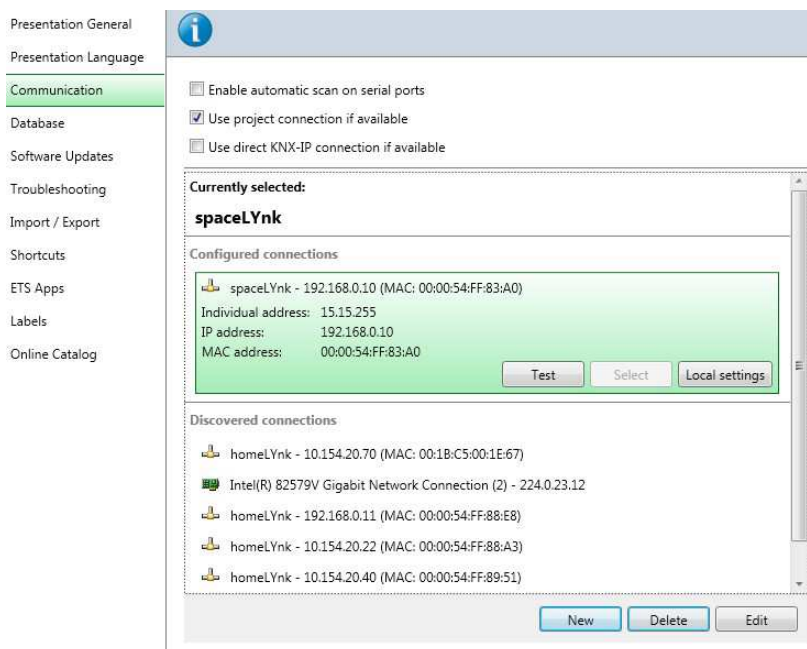 Presentation General
Presentation Language
Communication
Database
Software Updates
Troubleshooting
Import / Export
Shortcuts
ETS Apps
Labels
Online Catalog
Enable automatic scan on serial ports
Use project connection if available
Use direct KNX-IP connection if available
Currently selected:
spaceLYnk
Configured connections
spaceLYnk - 192.168.0.10 (MAC: 00:00:54:FF:83:A0)
Individual address: 15.15.255
IP address: 192.168.0.10
MAC address: 00:00:54:FF:83:A0
Test Select Local settings
Discovered connections
homeLYnk - 10.154.20.70 (MAC: 00:1B:C5:00:1E:67)
Intel(R) 82579V Gigabit Network Connection (2) - 224.0.23.12
homeLYnk - 192.168.0.11 (MAC: 00:00:54:FF:88:E8)
homeLYnk - 10.154.20.22 (MAC: 00:00:54:FF:88:A3)
homeLYnk - 10.154.20.40 (MAC: 00:00:54:FF:89:51)
New Delete Edit